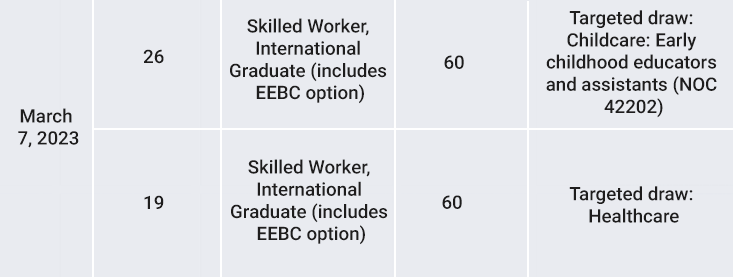 March
7, 2023
26
Skilled Worker,
International
Graduate (includes
EEBC option)
60
Targeted draw:
Childcare: Early
childhood educators
and assistants (NOC
42202)
19
Skilled Worker,
International
Graduate (includes
EEBC option)
60
Targeted draw:
Healthcare